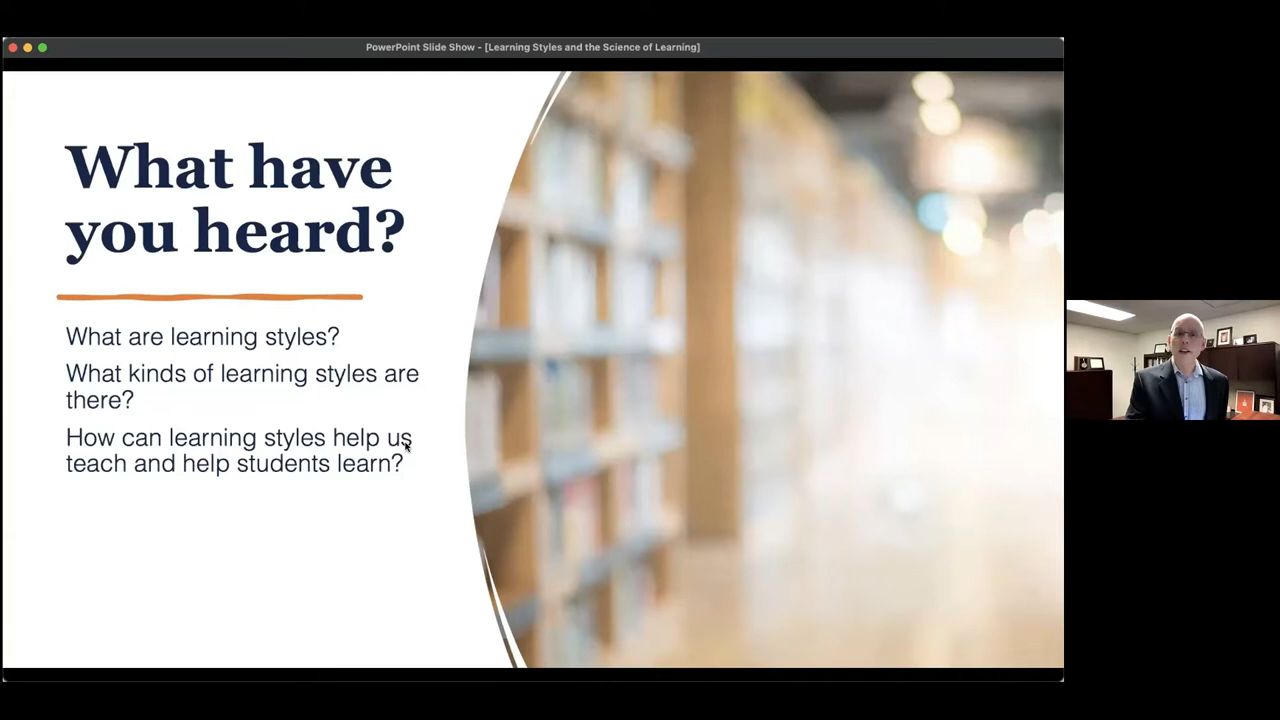 PowerPoint Slide Show - [Learning Styles and the Science of Learning]
What have
you heard?
What are learning styles?
What kinds of learning styles are
there?
How can learning styles help us
teach and help students learn?